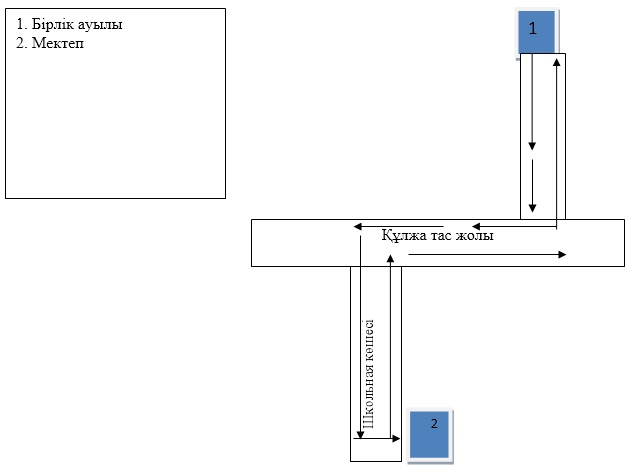 1. Бірлік ауылы
2. Мектеп
1
Құлжа тас жолы
Школьная көшесі
2